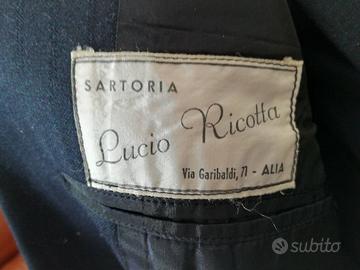 SARTORIA
Lucio Ricotta
Via Garibaldi, 71 - ALIA
subito